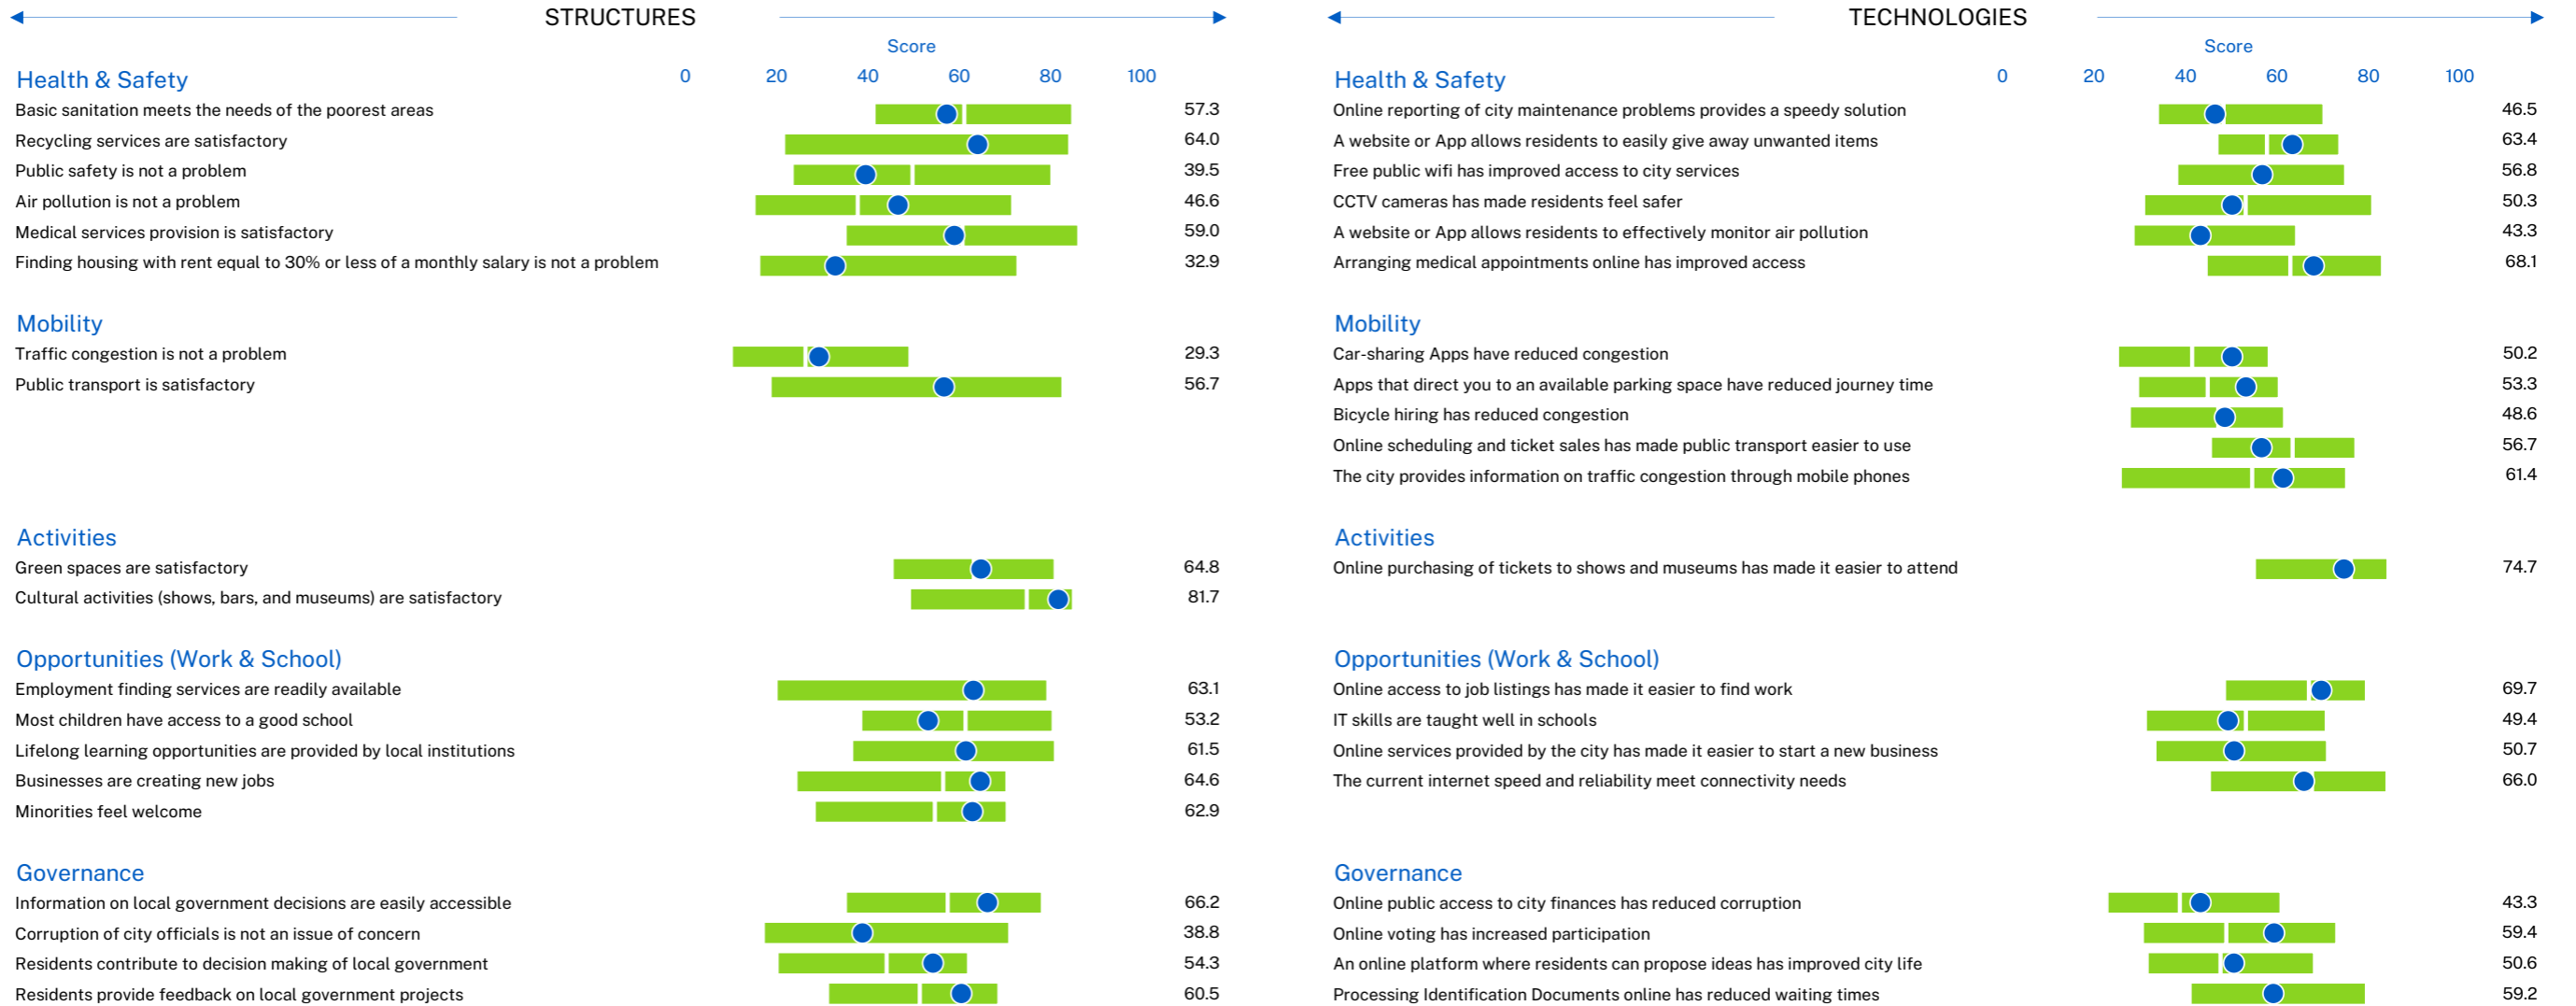 STRUCTURES
Score
Health & Safety 0 20 40 60 80 100
Basic sanitation meets the needs of the poorest areas 57.3
Recycling services are satisfactory 64.0
Public safety is not a problem 39.5
Air pollution is not a problem 46.6
Medical services provision is satisfactory 59.0
Finding housing with rent equal to 30% or less of a monthly salary is not a problem 32.9
Mobility
Traffic congestion is not a problem 29.3
Public transport is satisfactory 56.7
Activities
Green spaces are satisfactory 64.8
Cultural activities (shows, bars, and museums) are satisfactory 81.7
Opportunities (Work & School)
Employment finding services are readily available 63.1
Most children have access to a good school 53.2
Lifelong learning opportunities are provided by local institutions 61.5
Businesses are creating new jobs 64.6
Minorities feel welcome 62.9
Governance
Information on local government decisions are easily accessible 66.2
Corruption of city officials is not an issue of concern 38.8
Residents contribute to decision making of local government 54.3
Residents provide feedback on local government projects 60.5
TECHNOLOGIES
Score
Health & Safety 0 20 40 60 80 100
Online reporting of city maintenance problems provides a speedy solution 46.5
A website or App allows residents to easily give away unwanted items 63.4
Free public wifi has improved access to city services 56.8
CCTV cameras has made residents feel safer 50.3
A website or App allows residents to effectively monitor air pollution 43.3
Arranging medical appointments online has improved access 68.1
Mobility
Car-sharing Apps have reduced congestion 50.2
Apps that direct you to an available parking space have reduced journey time 53.3
Bicycle hiring has reduced congestion 48.6
Online scheduling and ticket sales has made public transport easier to use 56.7
The city provides information on traffic congestion through mobile phones 61.4
Activities
Online purchasing of tickets to shows and museums has made it easier to attend 74.7
Opportunities (Work & School)
Online access to job listings has made it easier to find work 69.7
IT skills are taught well in schools 49.4
Online services provided by the city has made it easier to start a new business 50.7
The current internet speed and reliability meet connectivity needs 66.0
Governance
Online public access to city finances has reduced corruption 43.3
Online voting has increased participation 59.4
An online platform where residents can propose ideas has improved city life 50.6
Processing Identification Documents online has reduced waiting times 59.2